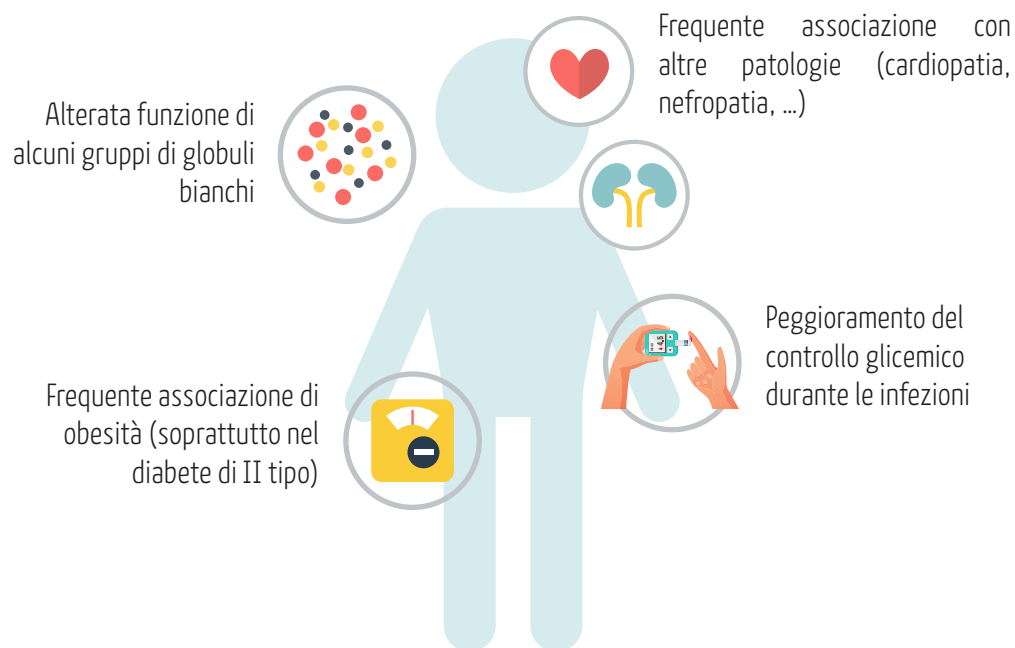 Frequente associazione con
altre patologie (cardiopatia,
nefropatia, ...)
Alterata funzione di
alcuni gruppi di globuli
bianchi
Peggioramento del
controllo glicemico
durante le infezioni
Frequente associazione di
obesità (soprattutto nel
diabete di II tipo)